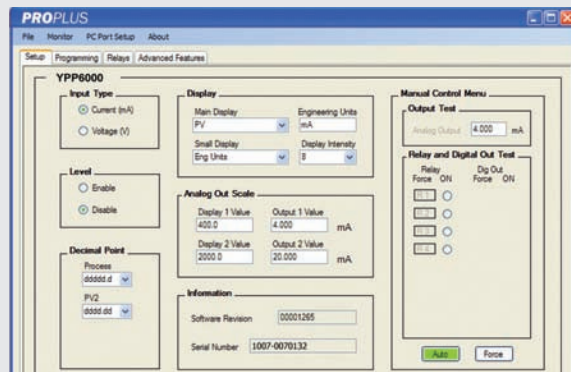 PROPLUS
File Monitor PC Port Setup About
Setup Programming Relays Advanced Features
YPP6000
Input Type
Current (mA)
Voltage (V)
Level
Enable
Disable
Decimal Point
Process
ddddd.d
PV2
dddd.dd
Display
Main Display Engineering Units
PV mA
Small Display Display Intensity
Eng Units 8
Analog Out Scale
Display 1 Value Output 1 Value
400.0 4.000 mA
Display 2 Value Output 2 Value
2000.0 20.000 mA
Information
Software Revision 00001265
Serial Number 1007-0070132
Manual Control Menu
Output Test
Analog Output 4.000 mA
Relay and Digital Out Test
Relay Dig Out
Force ON Force ON
R 1
R 2
R 3
R 4
Auto Force